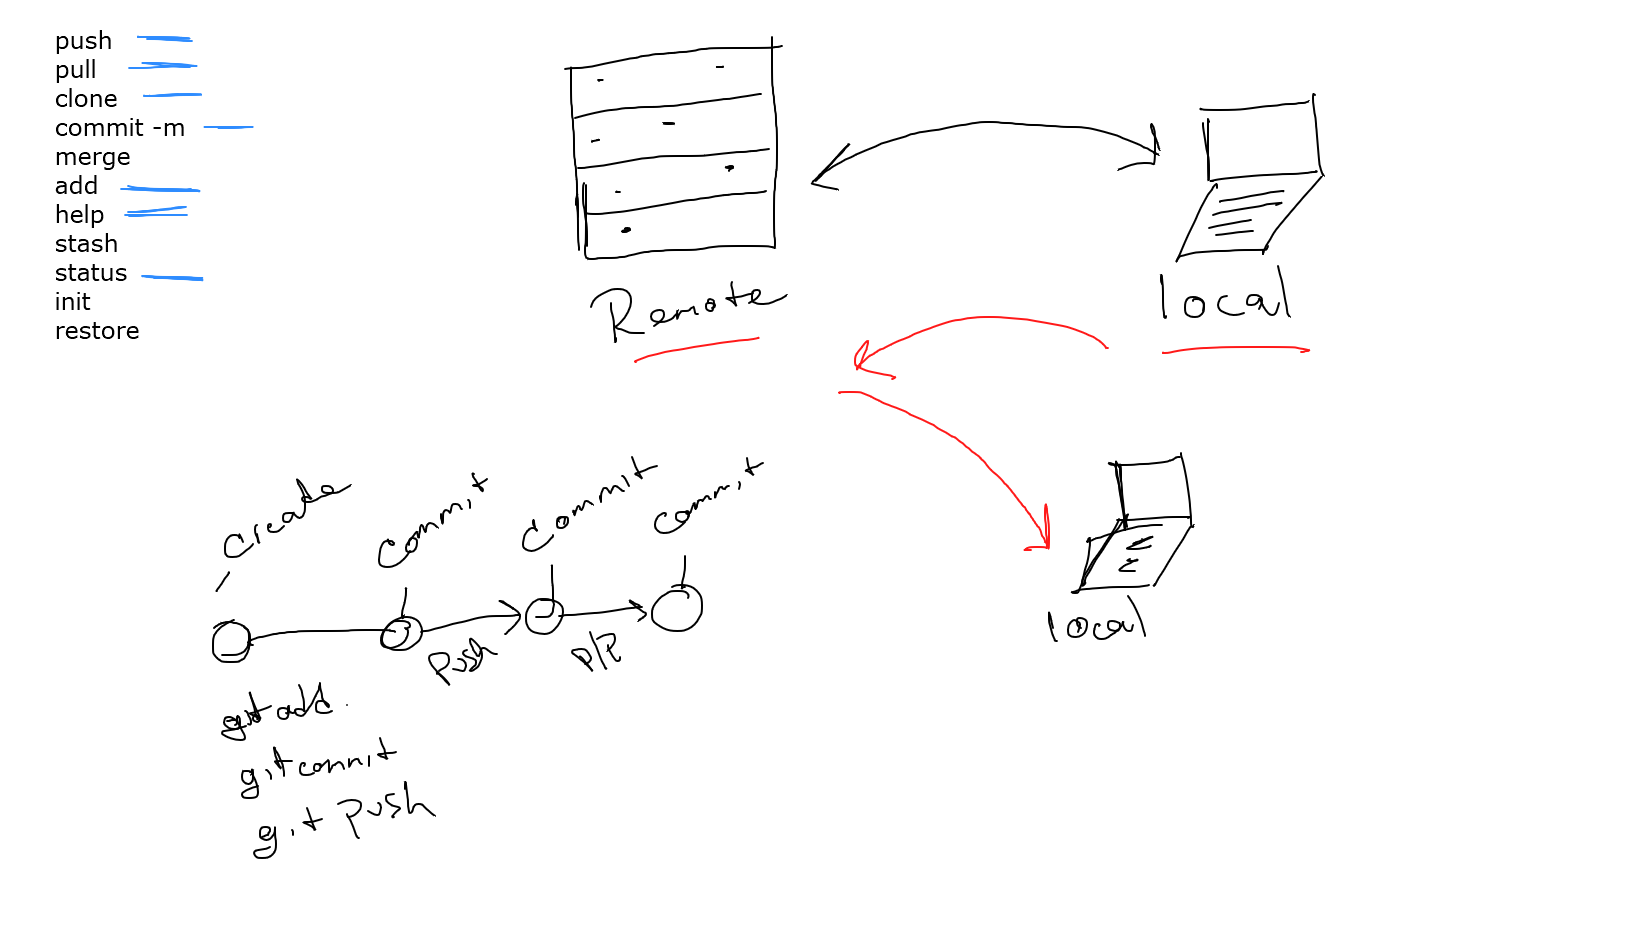 push
pull
clone
commit -m
merge
add
help
stash
status
init
restore
Remote
local
local
create
Commit
Commit
Commit
Push
P/P
git add .
git commit
git push